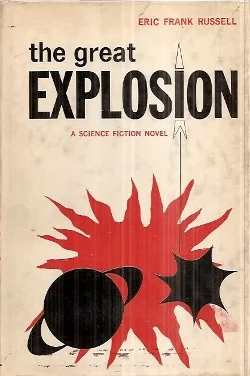 ERIC FRANK RUSSELL
the great
EXPLOSION
A SCIENCE FICTION NOVEL